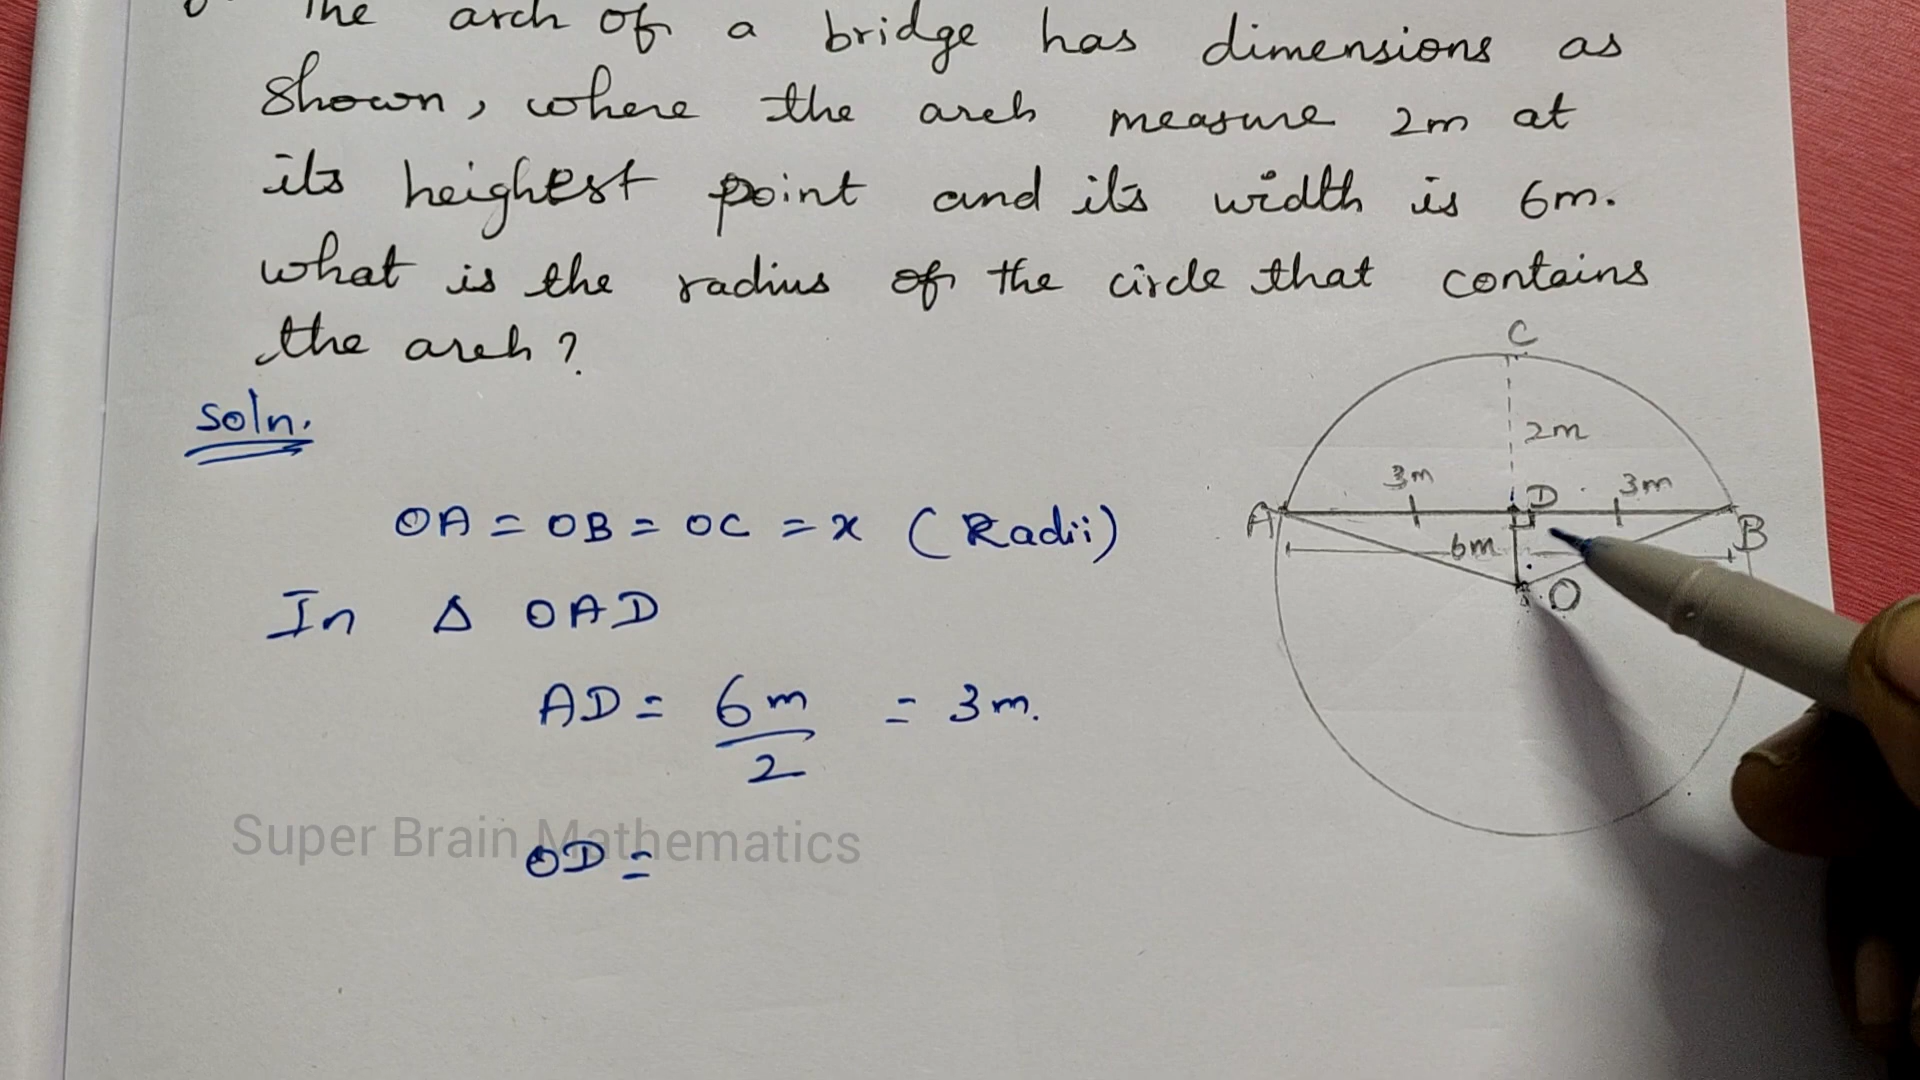 The arch of a bridge has dimensions as
shown, where the arch measure 2m at
its heighest point and its width is 6m.
what is the radius of the circle that contains
the arch?
soln.
OA = OB = OC = x (Radii)
In Δ OAD
AD = 6m/2 = 3m.
OD =
Super Brain Mathematics
C
2m
3m
D
3m
A
6m
B
O